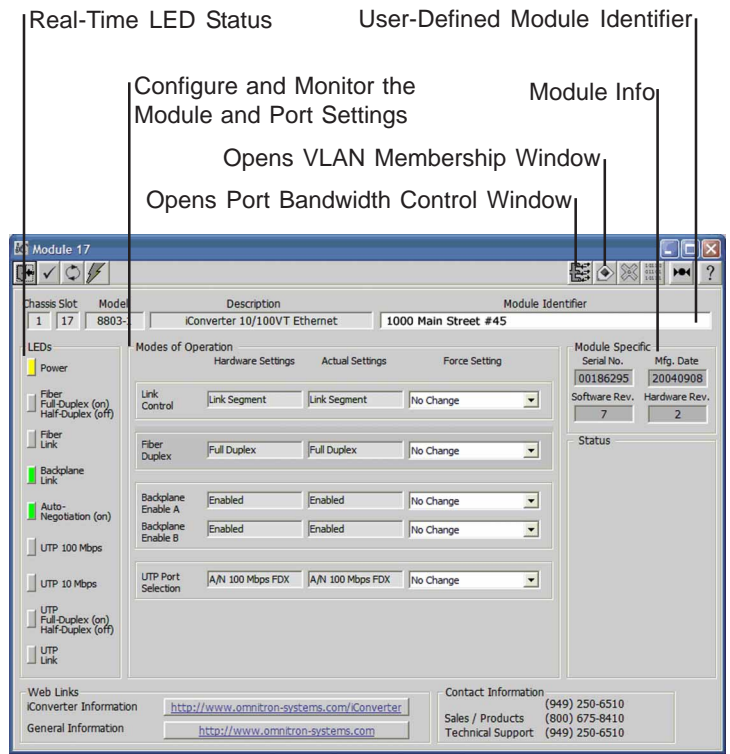 Real-Time LED Status
User-Defined Module Identifier
Configure and Monitor the
Module and Port Settings
Module Info
Opens VLAN Membership Window
Opens Port Bandwidth Control Window
Module 17
Chassis Slot Model Description Module Identifier
1 17 8803- iConverter 10/100VT Ethernet 1000 Main Street #45
LEDs
Power
Fiber
Full-Duplex (on)
Half-Duplex (off)
Fiber
Link
Backplane
Link
Auto-
Negotiation (on)
UTP 100 Mbps
UTP 10 Mbps
UTP
Full-Duplex (on)
Half-Duplex (off)
UTP
Link
Modes of Operation
Hardware Settings Actual Settings Force Setting
Link
Control
Link Segment Link Segment No Change
Fiber
Duplex
Full Duplex Full Duplex No Change
Backplane
Enable A
Enabled Enabled No Change
Backplane
Enable B
Enabled Enabled No Change
UTP Port
Selection
A/N 100 Mbps FDX A/N 100 Mbps FDX No Change
Module Specific
Serial No. Mfg. Date
00186295 20040908
Software Rev. Hardware Rev.
7 2
Status
Web Links
iConverter Information http://www.omnitron-systems.com/iConverter
General Information http://www.omnitron-systems.com
Contact Information
(949) 250-6510
Sales / Products (800) 675-8410
Technical Support (949) 250-6510